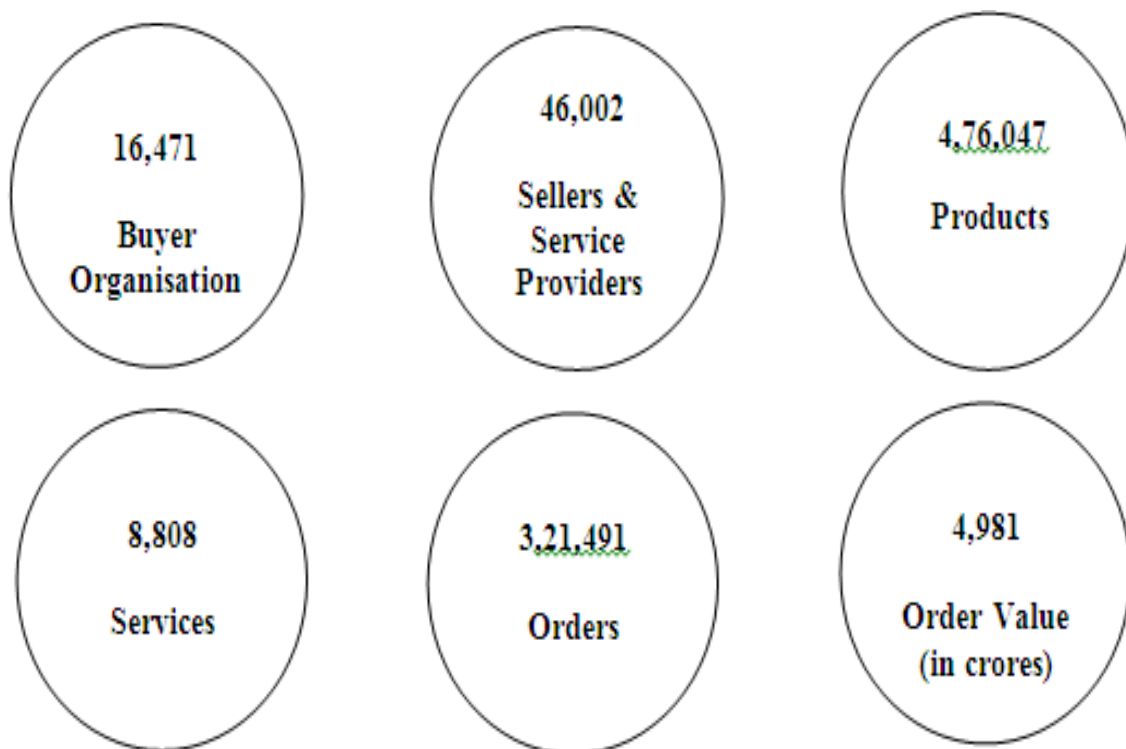 16,471
Buyer
Organisation
46,002
Sellers &
Service
Providers
4,76,047
Products
8,808
Services
3,21,491
Orders
4,981
Order Value
(in crores)